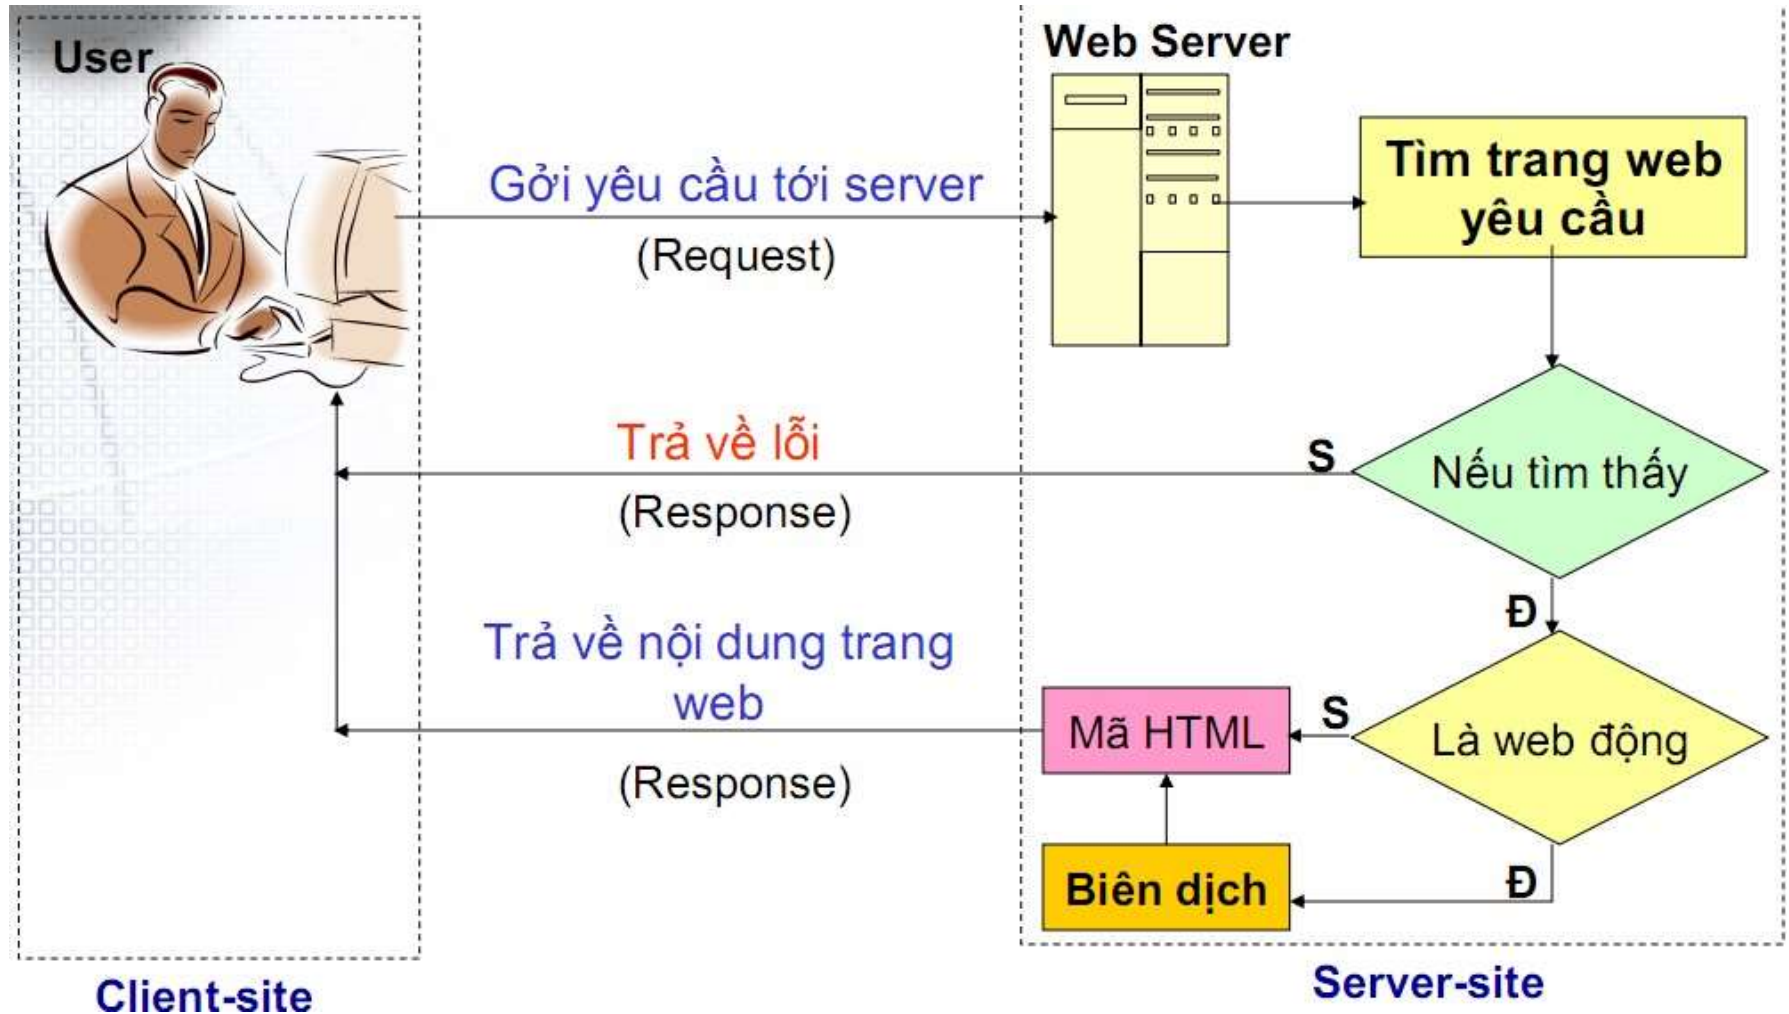 User
Web Server
Gởi yêu cầu tới server
(Request)
Tìm trang web
yêu cầu
Trả về lỗi
(Response)
S
Nếu tìm thấy
Đ
Trả về nội dung trang
web
(Response)
Mã HTML
S
Là web động
Biên dịch
Đ
Client-site
Server-site